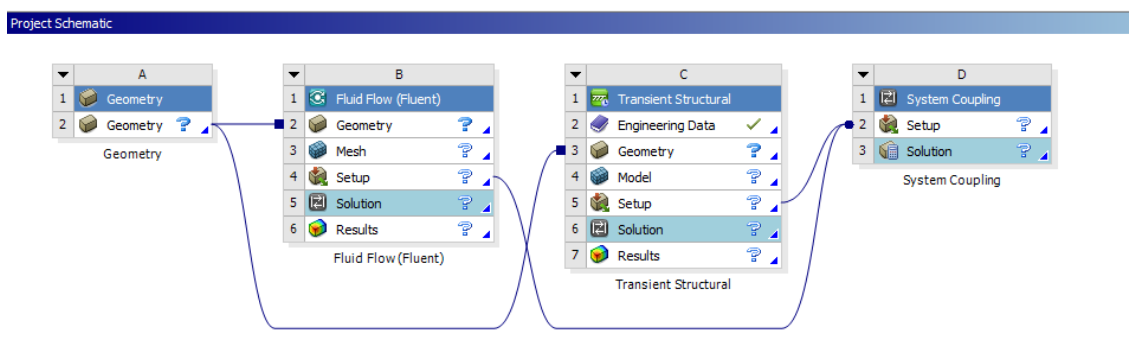 Project Schematic
A
1 Geometry
2 Geometry ?
Geometry
B
1 Fluid Flow (Fluent)
2 Geometry ?
3 Mesh ?
4 Setup ?
5 Solution ?
6 Results ?
Fluid Flow (Fluent)
C
1 Transient Structural
2 Engineering Data ✓
3 Geometry ?
4 Model ?
5 Setup ?
6 Solution ?
7 Results ?
Transient Structural
D
1 System Coupling
2 Setup ?
3 Solution ?
System Coupling